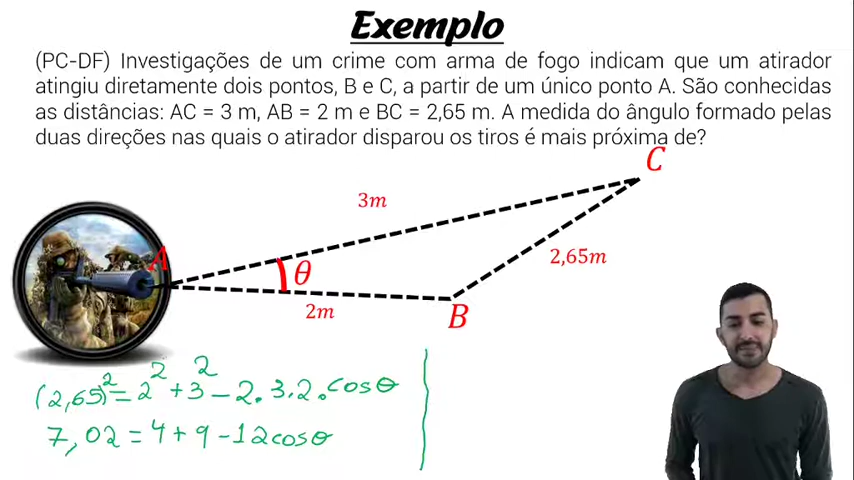 Exemplo
(PC-DF) Investigações de um crime com arma de fogo indicam que um atirador
atingiu diretamente dois pontos, B e C, a partir de um único ponto A. São conhecidas
as distâncias: AC = 3 m, AB = 2 m e BC = 2,65 m. A medida do ângulo formado pelas
duas direções nas quais o atirador disparou os tiros é mais próxima de?
C
3m
A
θ
2,65m
2m
B
(2,65)² = 2² + 3² - 2.3.2.cosθ
7,02 = 4 + 9 - 12cosθ